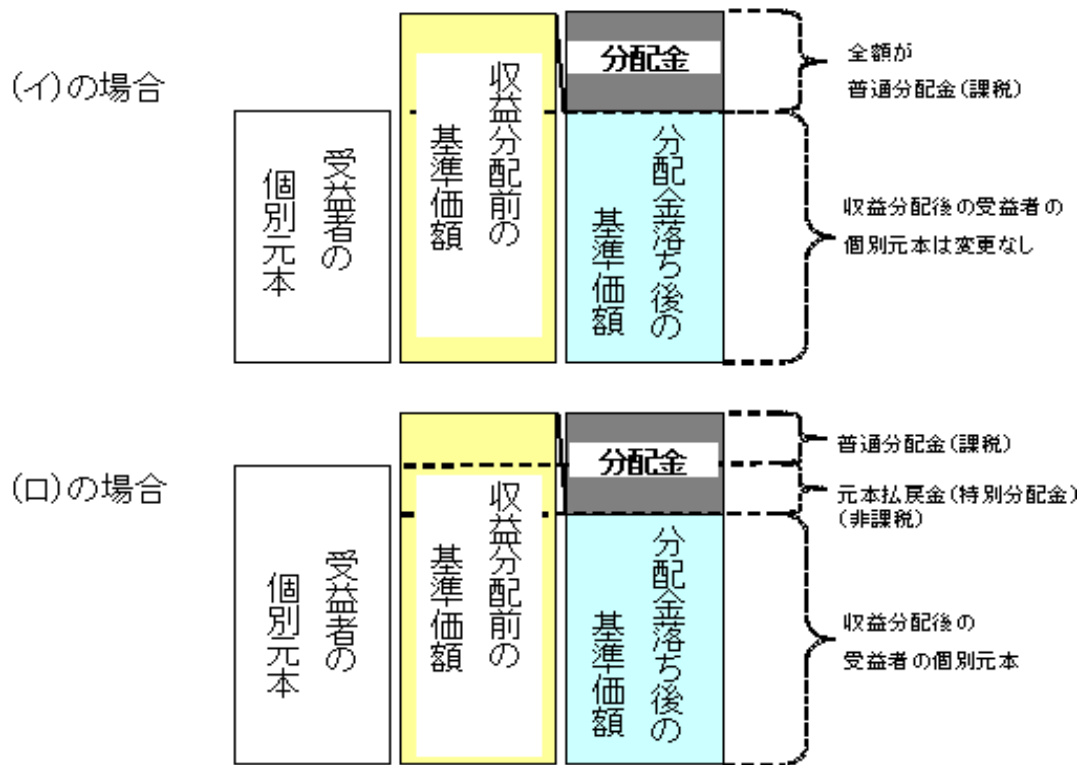 (イ)の場合
受益者の
個別元本
収益分配前の
基準価額
分配金
分配金落ち後の
基準価額
全額が
普通分配金(課税)
収益分配後の受益者の
個別元本は変更なし
(ロ)の場合
受益者の
個別元本
収益分配前の
基準価額
分配金
分配金落ち後の
基準価額
普通分配金(課税)
元本払戻金(特別分配金)
(非課税)
収益分配後の
受益者の個別元本